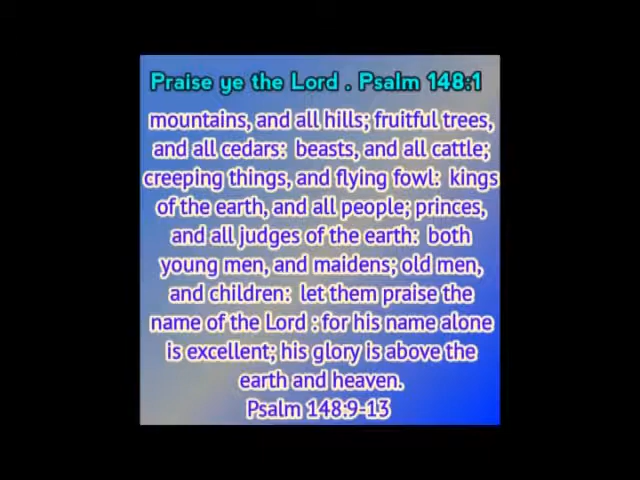 Praise ye the Lord . Psalm 148:1
mountains, and all hills; fruitful trees,
and all cedars: beasts, and all cattle;
creeping things, and flying fowl: kings
of the earth, and all people; princes,
and all judges of the earth: both
young men, and maidens; old men,
and children: let them praise the
name of the Lord : for his name alone
is excellent; his glory is above the
earth and heaven.
Psalm 148:9-13